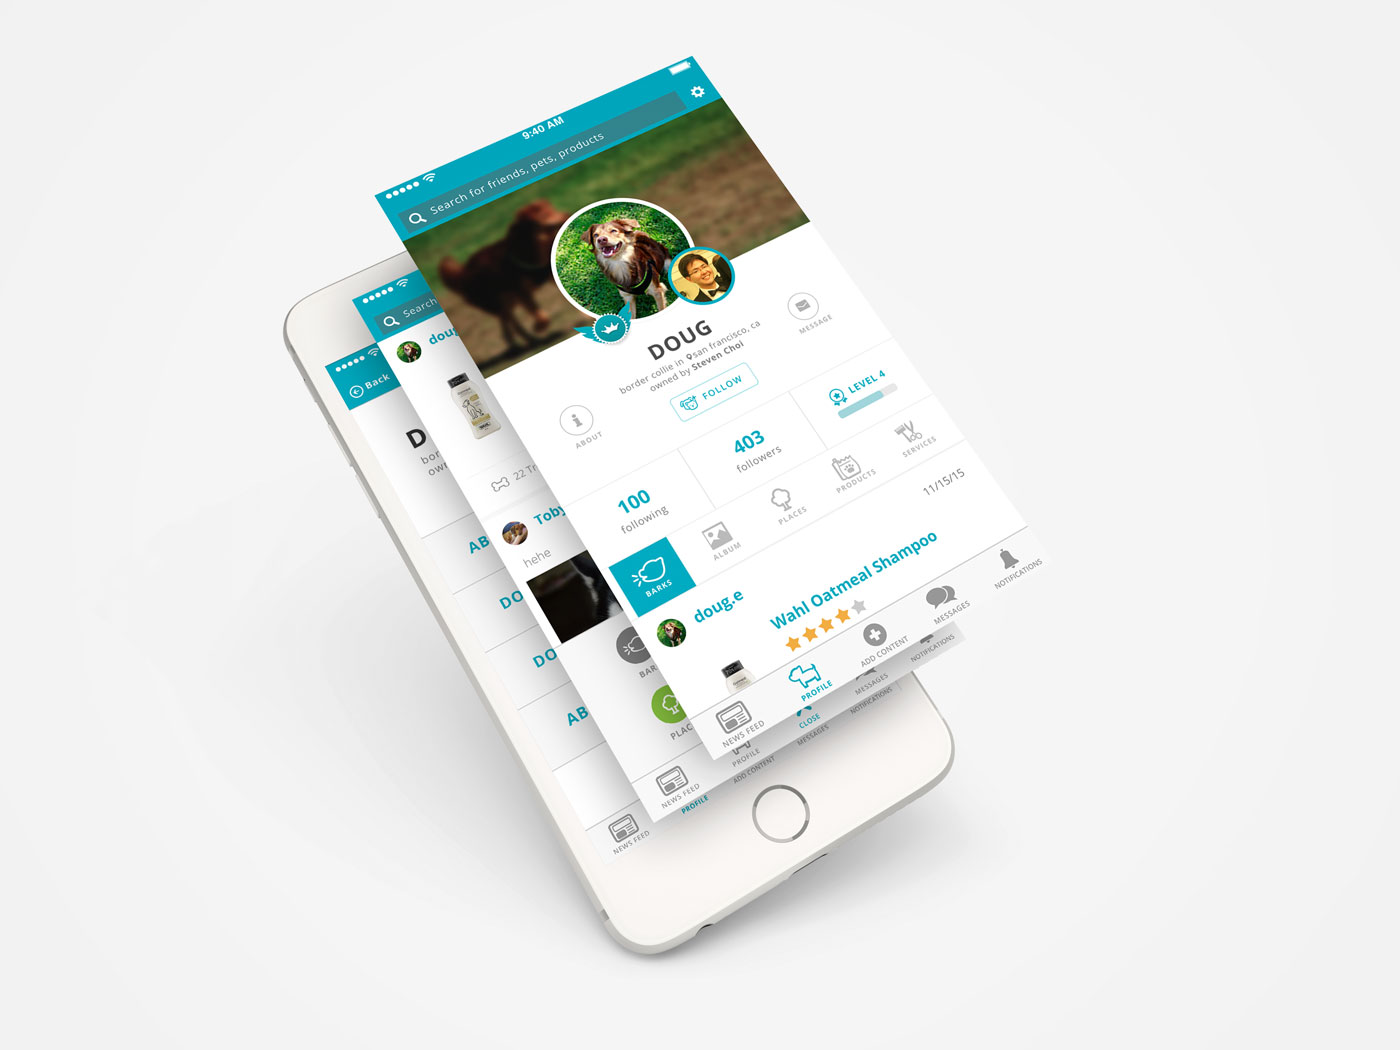 9:40 AM
Search for friends, pets, products
DOUG
border collie in san francisco, ca
owned by Steven Choi
FOLLOW
MESSAGE
ABOUT
LEVEL 4
403
followers
100
following
BARKS
ALBUM
PLACES
PRODUCTS
SERVICES
11/15/15
doug.e
Wahl Oatmeal Shampoo
NEWS FEED
PROFILE
ADD CONTENT
MESSAGES
NOTIFICATIONS
Search
doug
22 Tr
Toby
hehe
BAR
PLAC
NEWS FEED
PROFILE
CLOSE
MESSAGES
NOTIFICATIONS
Back
D
bor
ow
AB
DO
DO
AB
NEWS FEED
PROFILE
ADD CONTENT
MESSAGES
NOTIFICATIONS